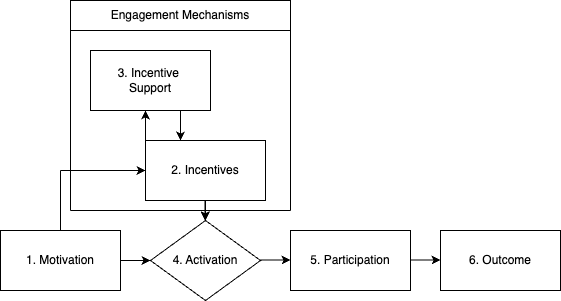 Engagement Mechanisms
3. Incentive
Support
2. Incentives
1. Motivation
4. Activation
5. Participation
6. Outcome